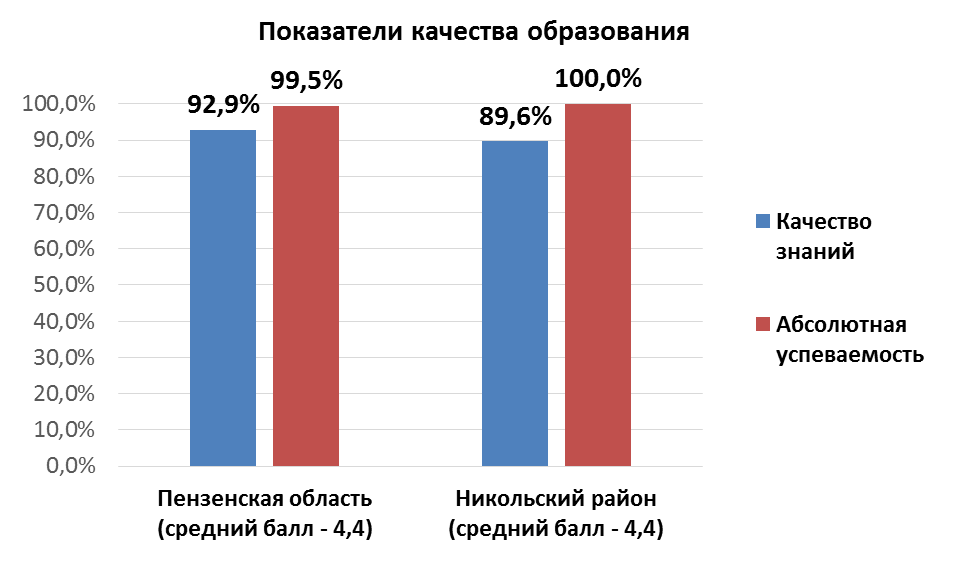 Показатели качества образования
92,9%
99,5%
89,6%
100,0%
100,0%
90,0%
80,0%
70,0%
60,0%
50,0%
40,0%
30,0%
20,0%
10,0%
0,0%
Пензенская область
(средний балл - 4,4)
Никольский район
(средний балл - 4,4)
Качество
знаний
Абсолютная
успеваемость